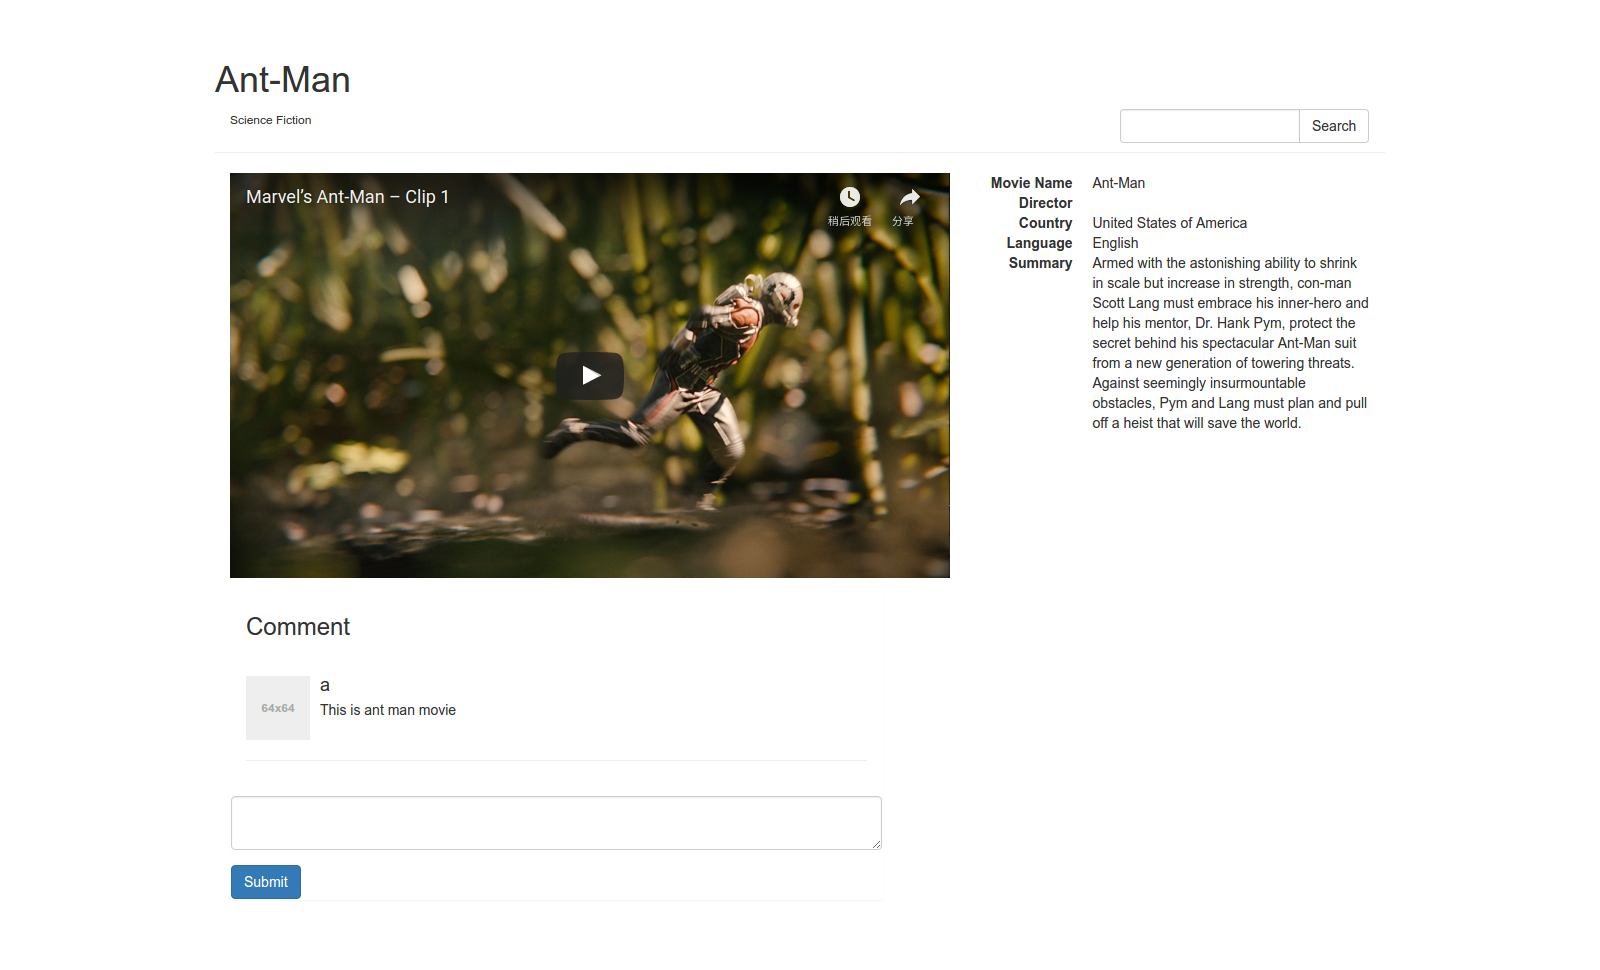 Ant-Man
Science Fiction
Search
Marvel’s Ant-Man – Clip 1
稍后观看
分享
Movie Name Ant-Man
Director
Country United States of America
Language English
Summary Armed with the astonishing ability to shrink
in scale but increase in strength, con-man
Scott Lang must embrace his inner-hero and
help his mentor, Dr. Hank Pym, protect the
secret behind his spectacular Ant-Man suit
from a new generation of towering threats.
Against seemingly insurmountable
obstacles, Pym and Lang must plan and pull
off a heist that will save the world.
Comment
64x64
a
This is ant man movie
Submit